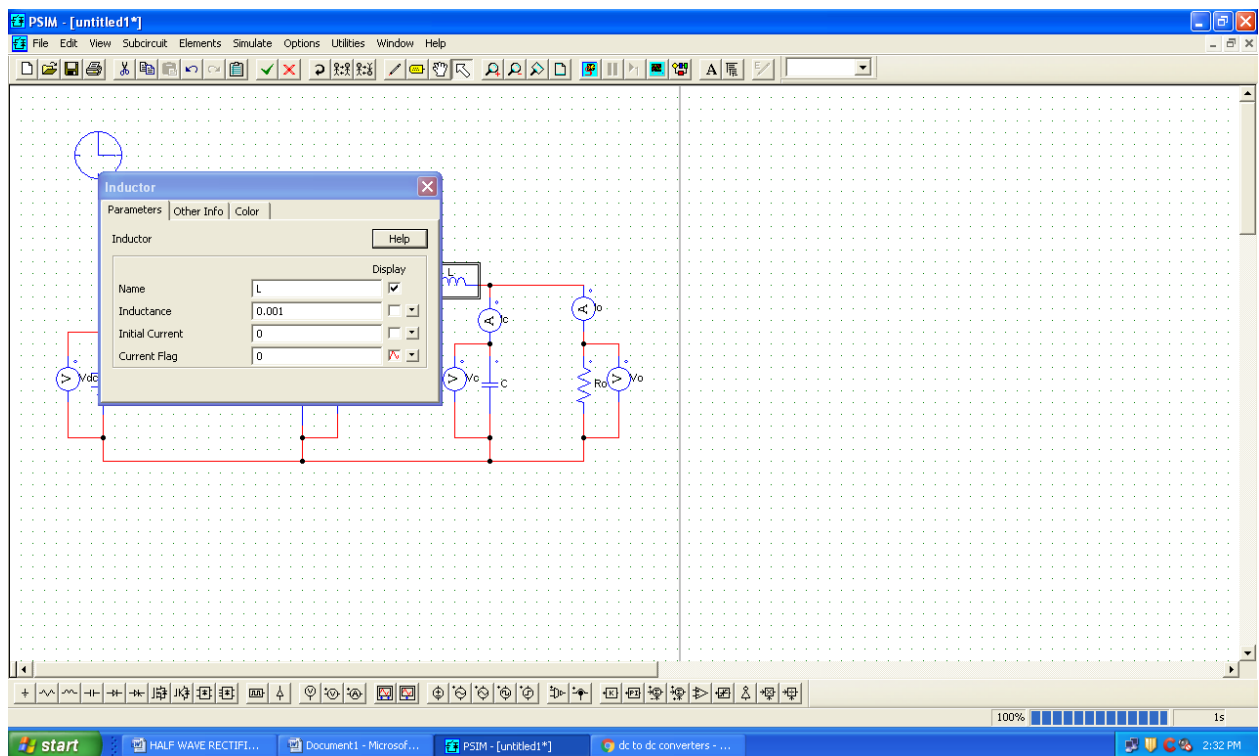 PSIM - [untitled1*]
File Edit View Subcircuit Elements Simulate Options Utilities Window Help
Inductor
Parameters Other Info Color
Inductor Help
Display
Name L
Inductance 0.001
Initial Current 0
Current Flag 0
L
Io
Vdc
Vc
C
Ro
Vo
100% 1s
start HALF WAVE RECTIFI... Document1 - Microsof... PSIM - [untitled1*] dc to dc converters - ... 2:32 PM